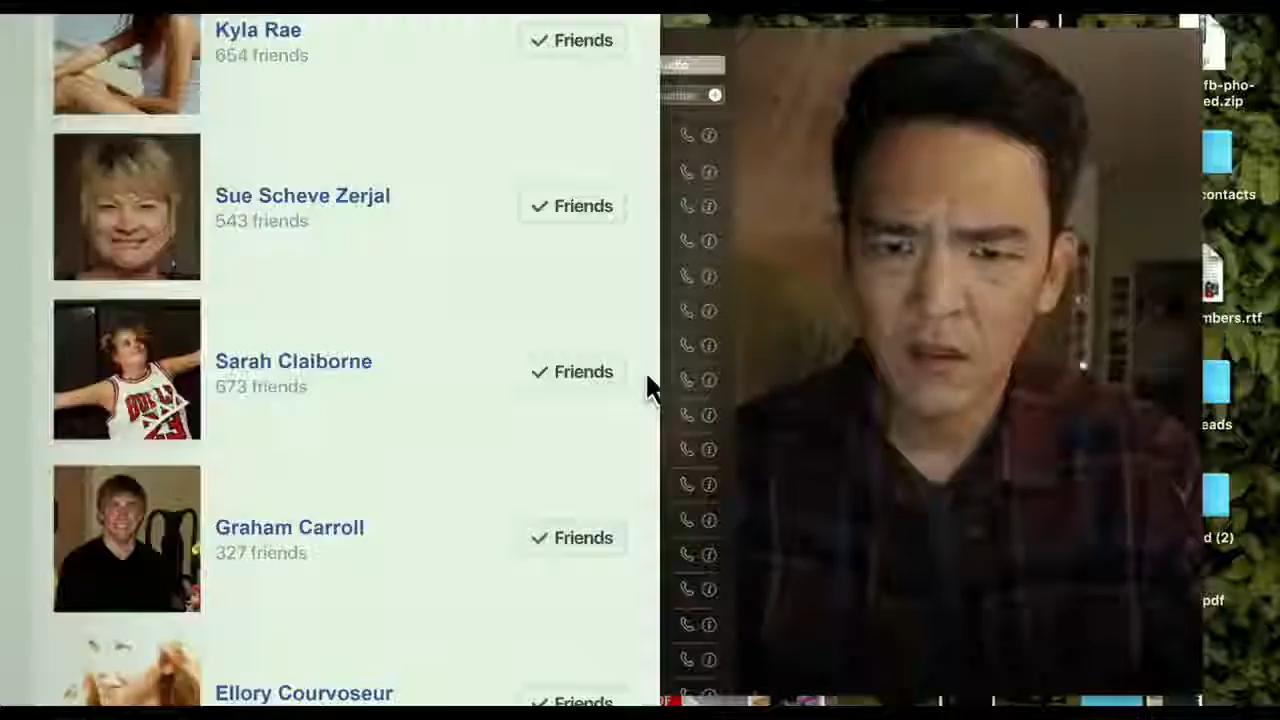 Kyla Rae
654 friends
Friends
Sue Scheve Zerjal
543 friends
Friends
Sarah Claiborne
673 friends
Friends
Graham Carroll
327 friends
Friends
Ellory Courvoseur
Friends
fb-pho-
ed.zip
contacts
mbers.rtf
eads
d (2)
pdf